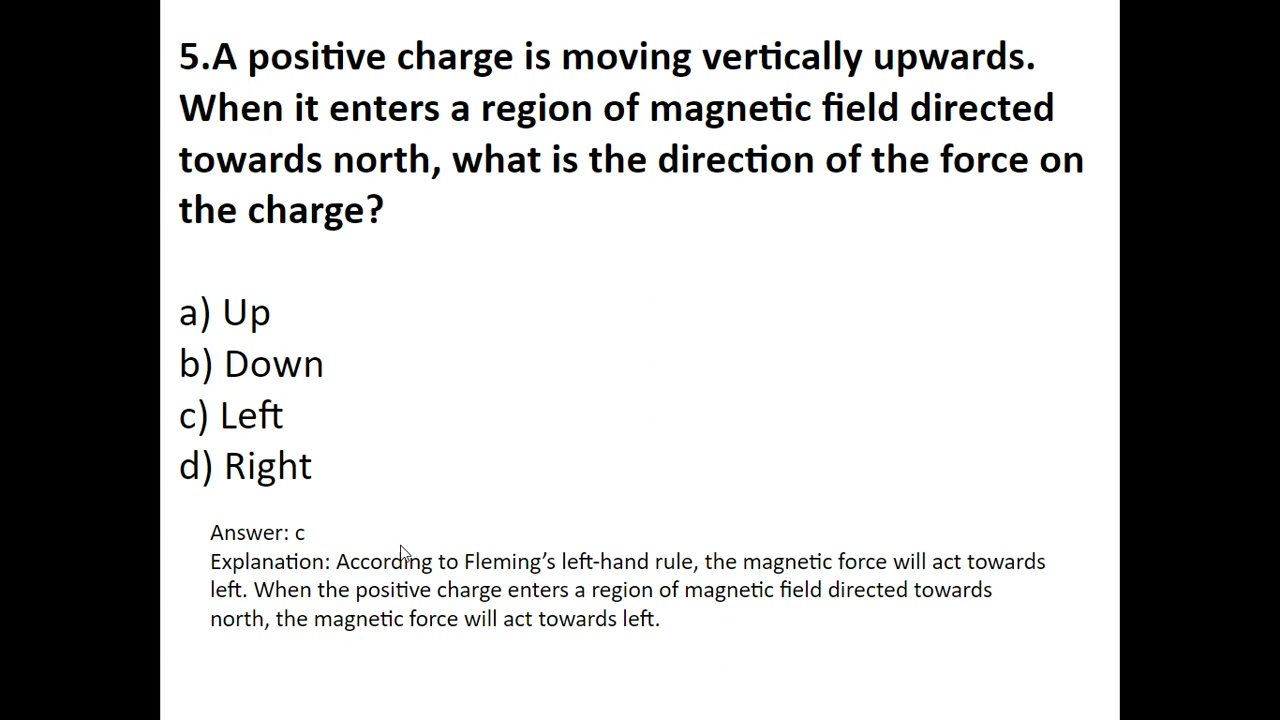 5.A positive charge is moving vertically upwards.
When it enters a region of magnetic field directed
towards north, what is the direction of the force on
the charge?
a) Up
b) Down
c) Left
d) Right
Answer: c
Explanation: According to Fleming’s left-hand rule, the magnetic force will act towards
left. When the positive charge enters a region of magnetic field directed towards
north, the magnetic force will act towards left.